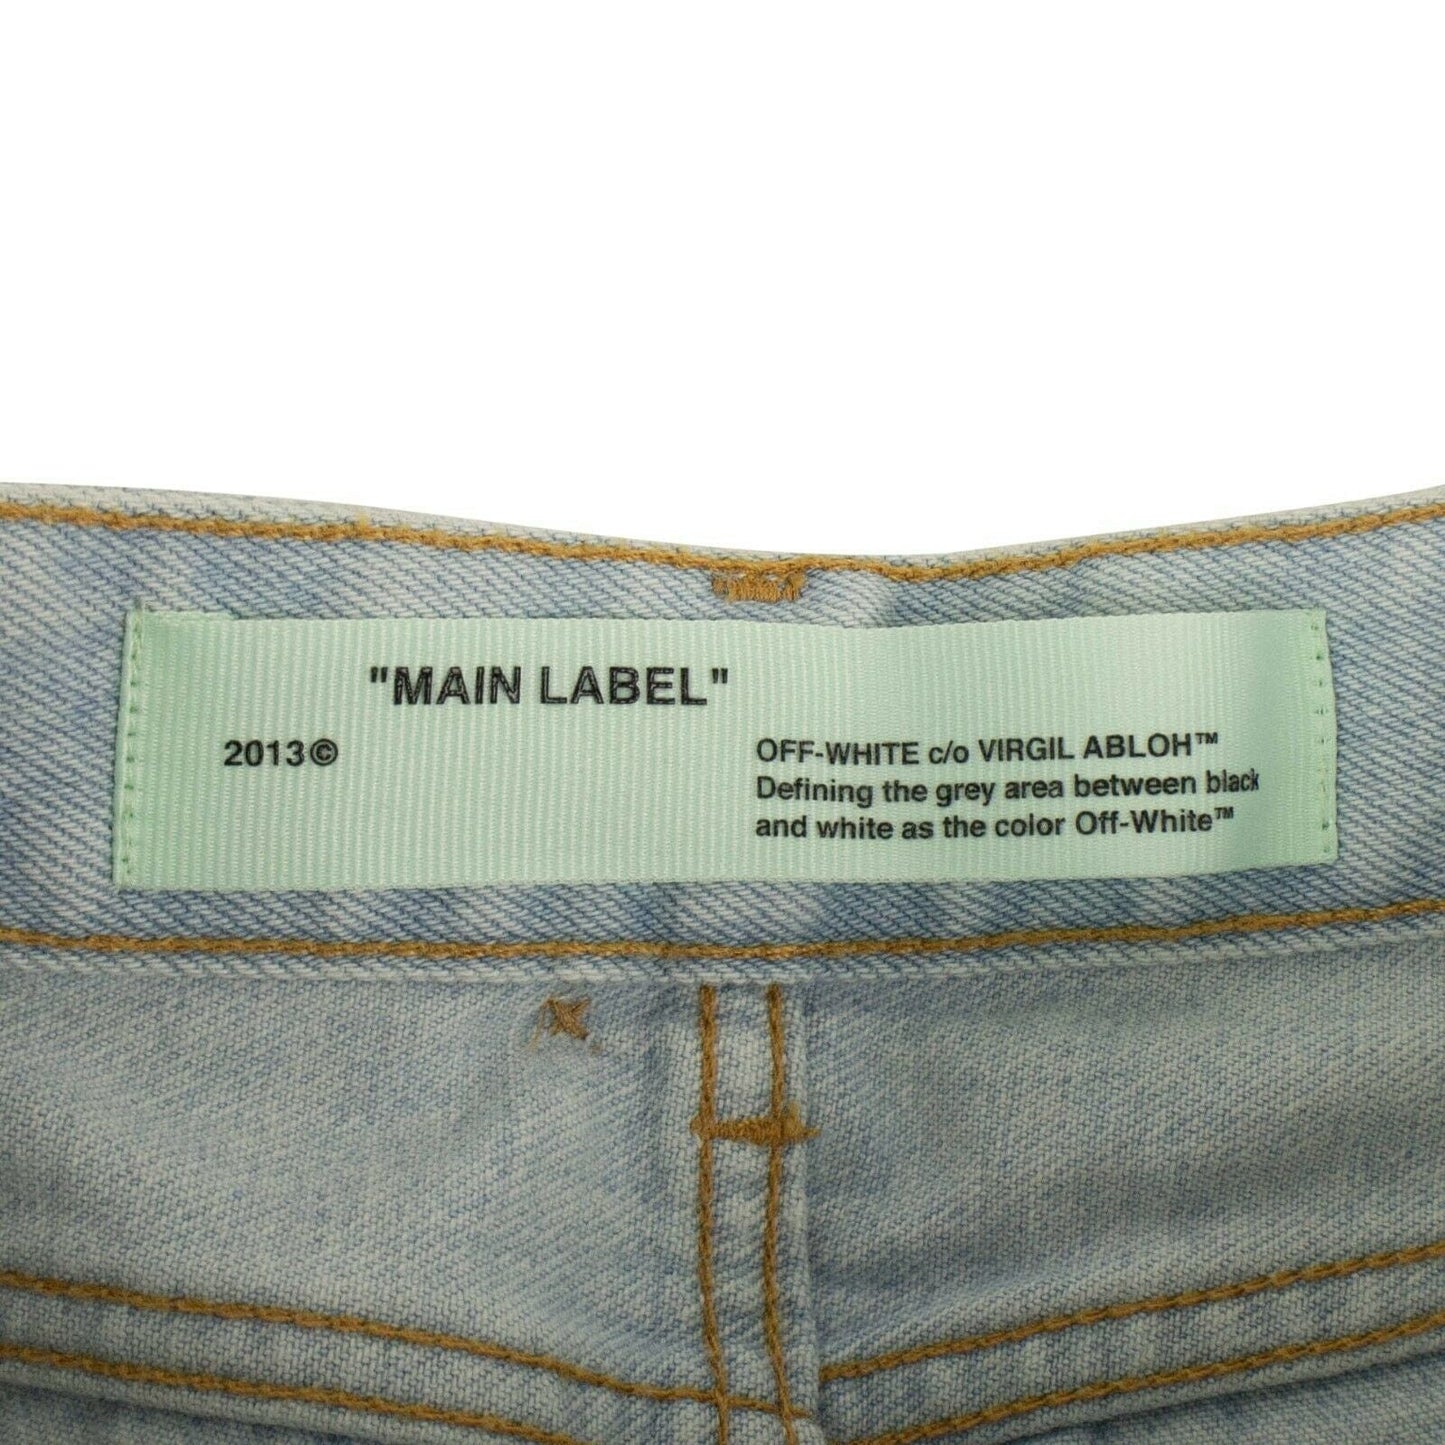 "MAIN LABEL"
2013©
OFF-WHITE c/o VIRGIL ABLOH™
Defining the grey area between black
and white as the color Off-White™